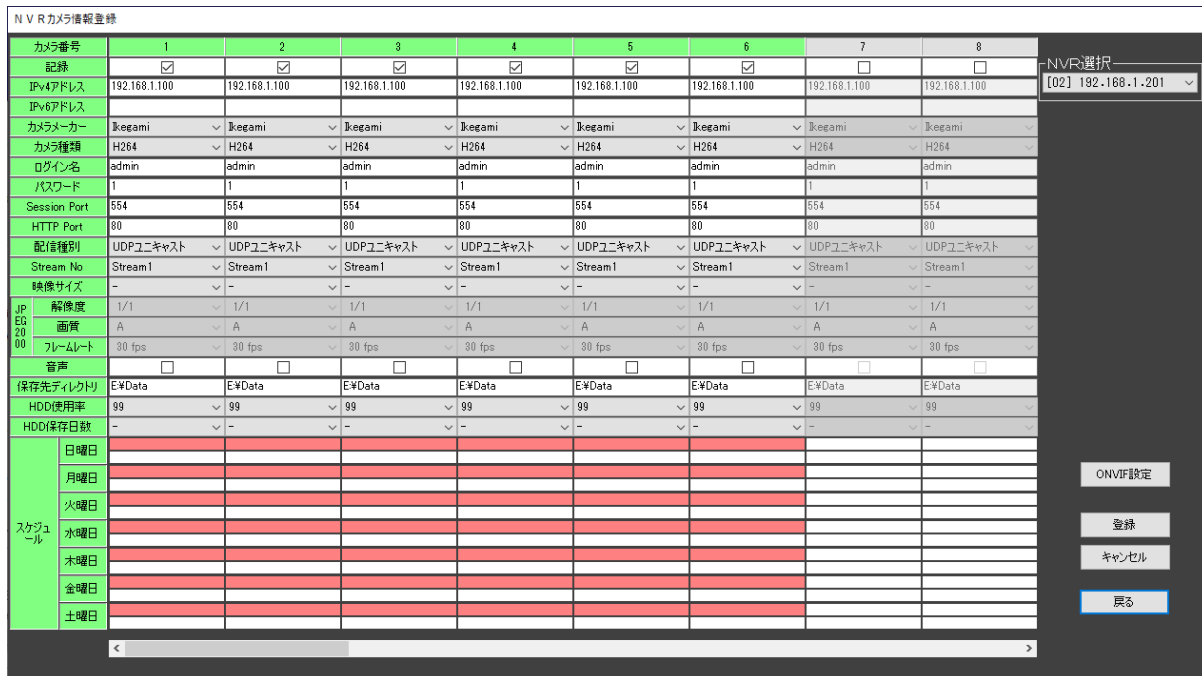 ＮＶＲカメラ情報登録
カメラ番号 1 2 3 4 5 6 7 8
記録
NVR選択
[02] 192.168.1.201
IPv4アドレス 192.168.1.100 192.168.1.100 192.168.1.100 192.168.1.100 192.168.1.100 192.168.1.100 192.168.1.100 192.168.1.100
IPv6アドレス
カメラメーカー Ikegami Ikegami Ikegami Ikegami Ikegami Ikegami Ikegami Ikegami
カメラ種類 H264 H264 H264 H264 H264 H264 H264 H264
ログイン名 admin admin admin admin admin admin admin admin
パスワード 1 1 1 1 1 1 1 1
Session Port 554 554 554 554 554 554 554 554
HTTP Port 80 80 80 80 80 80 80 80
配信種別 UDPユニキャスト UDPユニキャスト UDPユニキャスト UDPユニキャスト UDPユニキャスト UDPユニキャスト UDPユニキャスト UDPユニキャスト
Stream No Stream1 Stream1 Stream1 Stream1 Stream1 Stream1 Stream1 Stream1
映像サイズ - - - - - - - -
JPEG2000
解像度 1/1 1/1 1/1 1/1 1/1 1/1 1/1 1/1
画質 A A A A A A A A
フレームレート 30 fps 30 fps 30 fps 30 fps 30 fps 30 fps 30 fps 30 fps
音声
保存先ディレクトリ E:¥Data E:¥Data E:¥Data E:¥Data E:¥Data E:¥Data E:¥Data E:¥Data
HDD使用率 99 99 99 99 99 99 99 99
HDD保存日数 - - - - - - - -
スケジュール
日曜日
月曜日
火曜日
水曜日
木曜日
金曜日
土曜日
ONVIF設定
登録
キャンセル
戻る